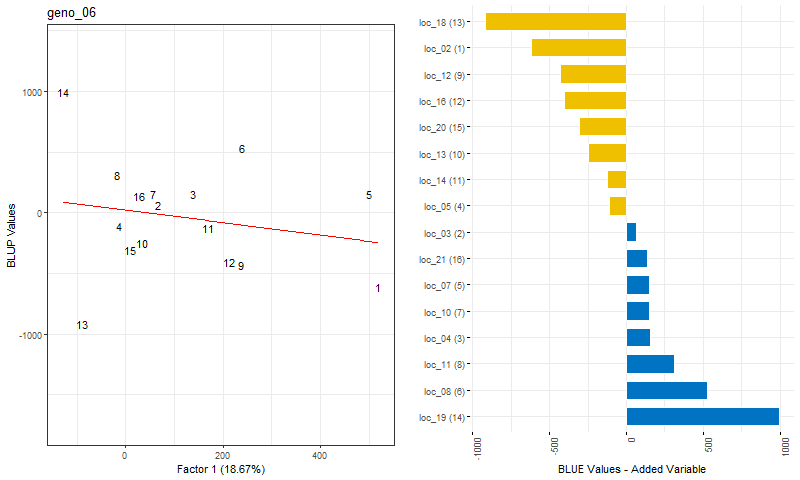 geno_06
BLUP Values
1000
0
-1000
14
6
8
5
16
7
3
2
4
11
10
15
12
9
1
13
0
200
400
Factor 1 (18.67%)
loc_18 (13)
loc_02 (1)
loc_12 (9)
loc_16 (12)
loc_20 (15)
loc_13 (10)
loc_14 (11)
loc_05 (4)
loc_03 (2)
loc_21 (16)
loc_07 (5)
loc_10 (7)
loc_04 (3)
loc_11 (8)
loc_08 (6)
loc_19 (14)
-1000
-500
0
500
1000
BLUE Values - Added Variable